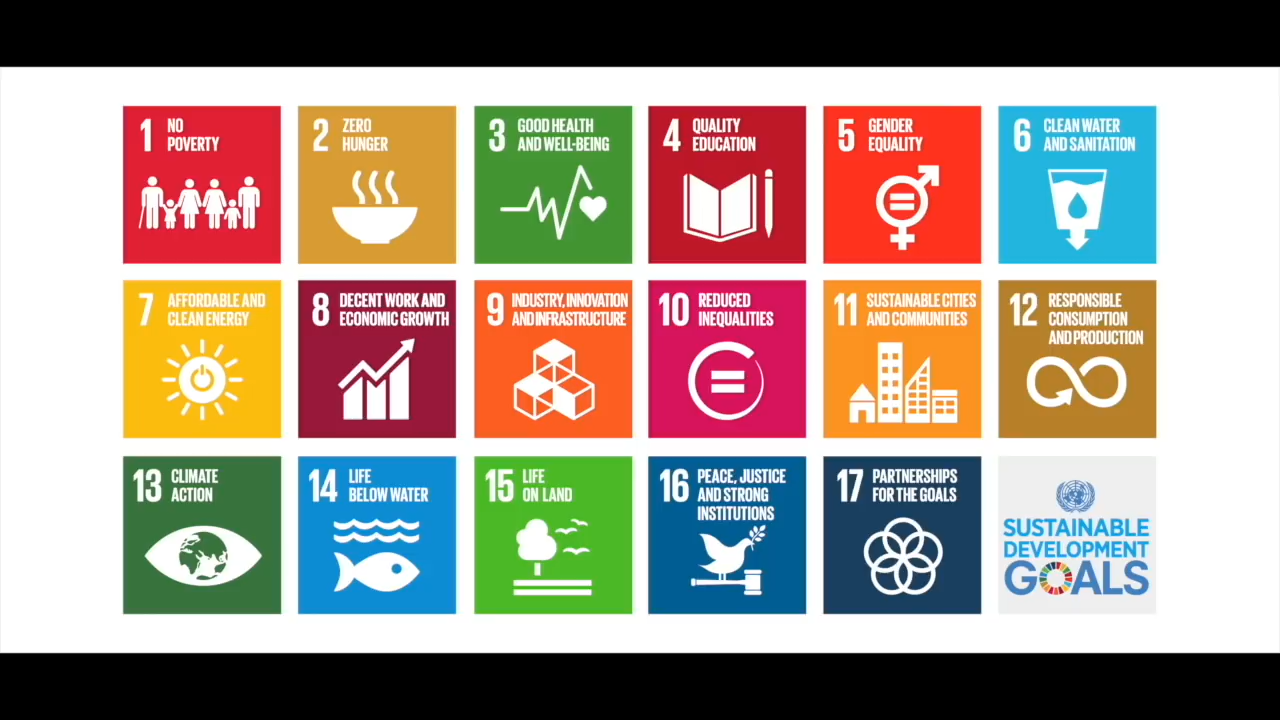 1 NO
POVERTY
2 ZERO
HUNGER
3 GOOD HEALTH
AND WELL-BEING
4 QUALITY
EDUCATION
5 GENDER
EQUALITY
6 CLEAN WATER
AND SANITATION
7 AFFORDABLE AND
CLEAN ENERGY
8 DECENT WORK AND
ECONOMIC GROWTH
9 INDUSTRY, INNOVATION
AND INFRASTRUCTURE
10 REDUCED
INEQUALITIES
11 SUSTAINABLE CITIES
AND COMMUNITIES
12 RESPONSIBLE
CONSUMPTION
AND PRODUCTION
13 CLIMATE
ACTION
14 LIFE
BELOW WATER
15 LIFE
ON LAND
16 PEACE, JUSTICE
AND STRONG
INSTITUTIONS
17 PARTNERSHIPS
FOR THE GOALS
SUSTAINABLE
DEVELOPMENT
GOALS